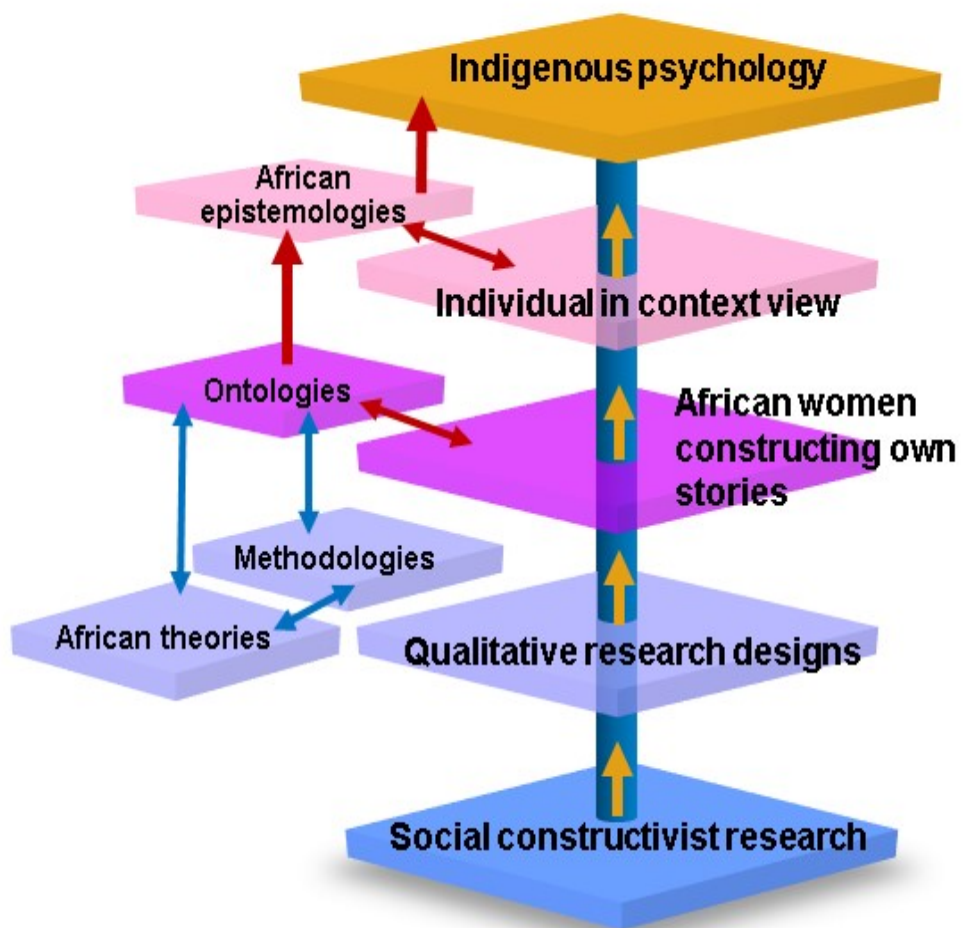 Indigenous psychology
African
epistemologies
Individual in context view
Ontologies
African women
constructing own
stories
Methodologies
African theories
Qualitative research designs
Social constructivist research